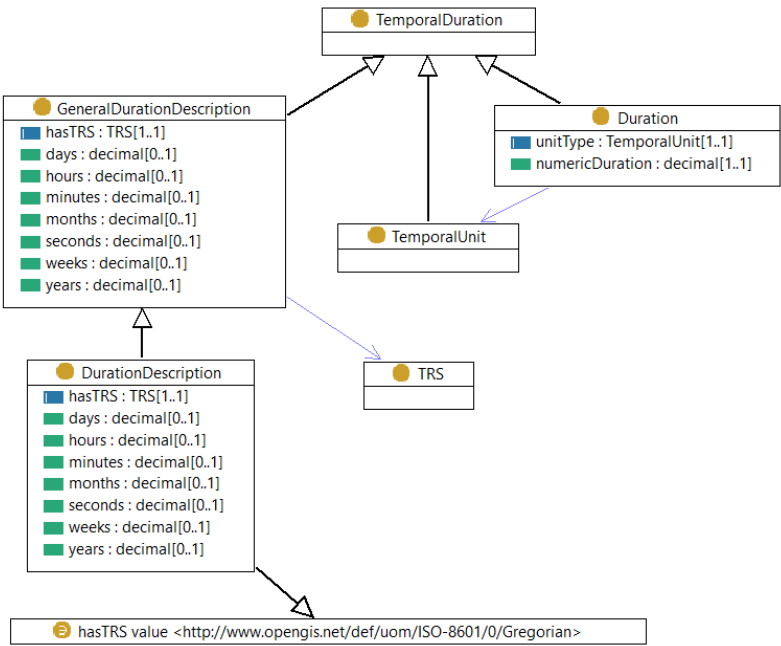 TemporalDuration
GeneralDurationDescription
hasTRS : TRS[1..1]
days : decimal[0..1]
hours : decimal[0..1]
minutes : decimal[0..1]
months : decimal[0..1]
seconds : decimal[0..1]
weeks : decimal[0..1]
years : decimal[0..1]
Duration
unitType : TemporalUnit[1..1]
numericDuration : decimal[1..1]
TemporalUnit
TRS
DurationDescription
hasTRS : TRS[1..1]
days : decimal[0..1]
hours : decimal[0..1]
minutes : decimal[0..1]
months : decimal[0..1]
seconds : decimal[0..1]
weeks : decimal[0..1]
years : decimal[0..1]
hasTRS value <http://www.opengis.net/def/uom/ISO-8601/0/Gregorian>